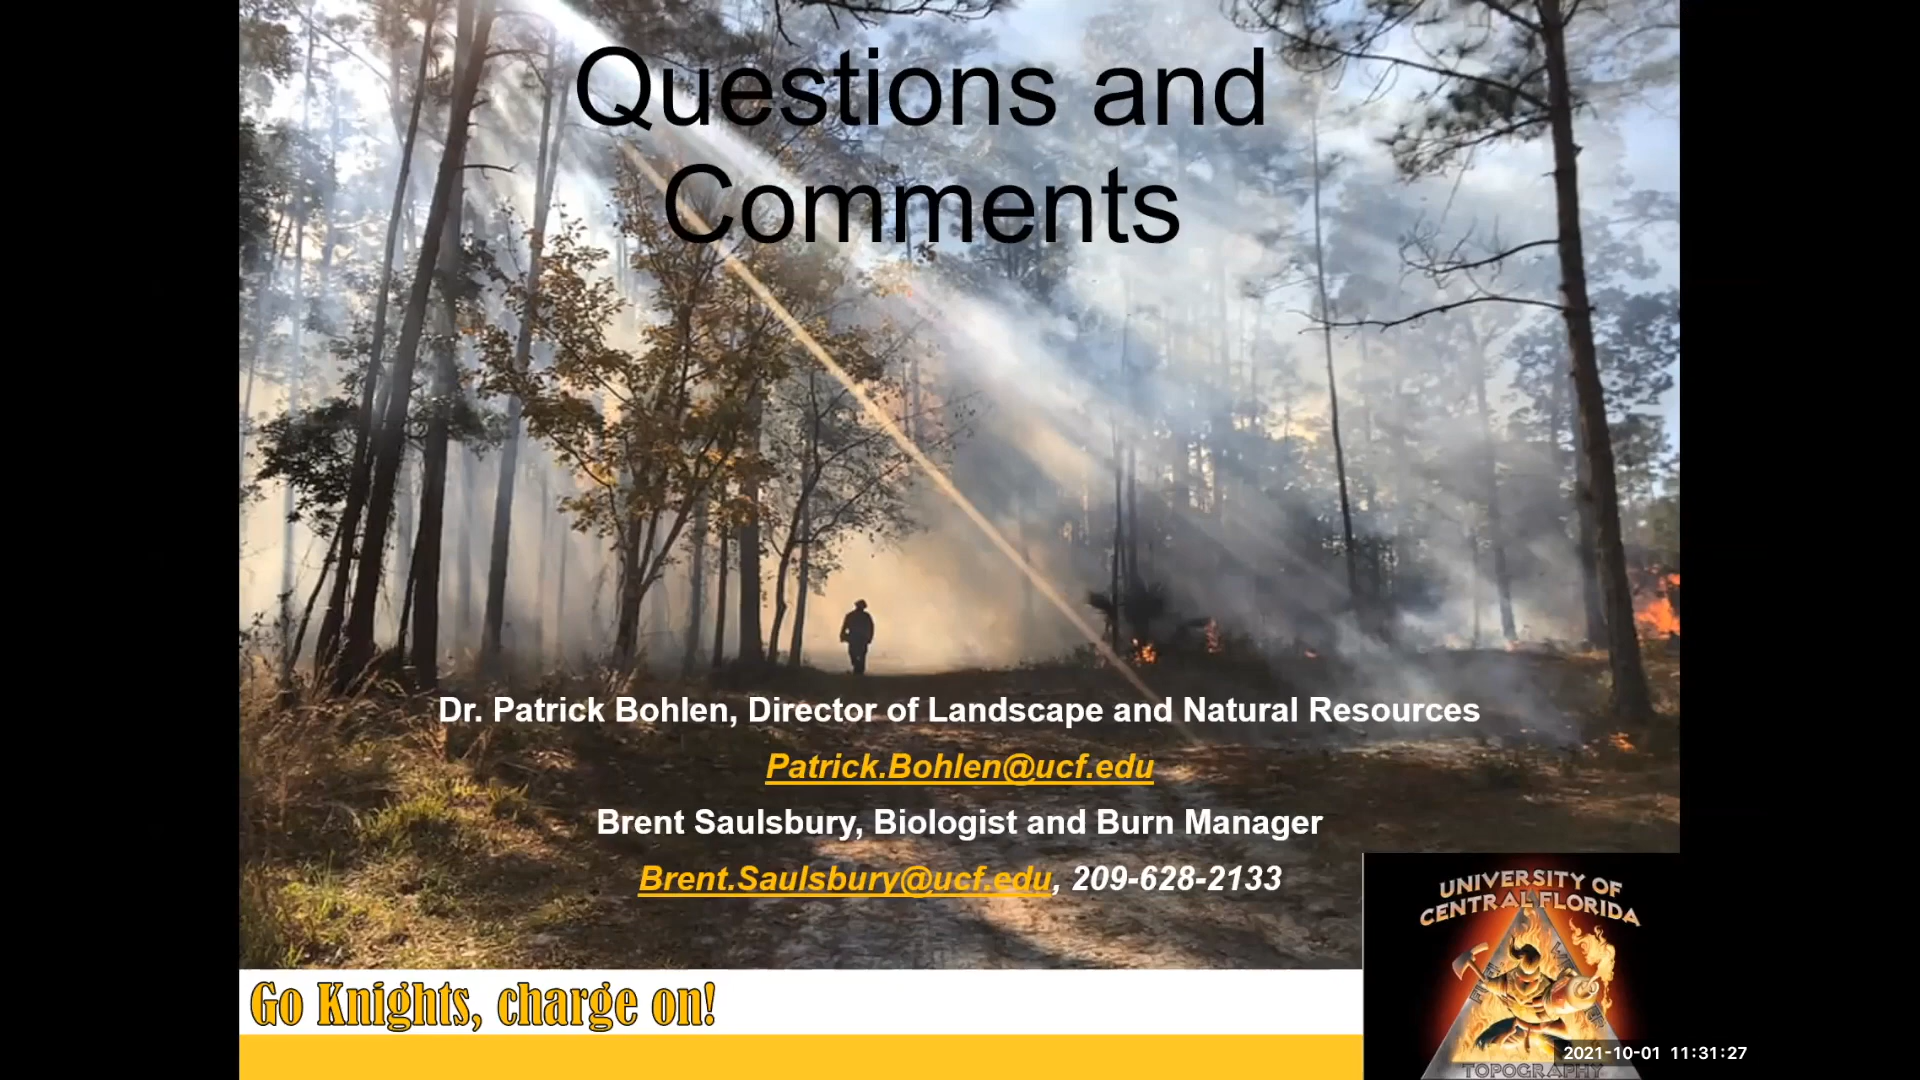 Questions and
Comments
Dr. Patrick Bohlen, Director of Landscape and Natural Resources
Patrick.Bohlen@ucf.edu
Brent Saulsbury, Biologist and Burn Manager
Brent.Saulsbury@ucf.edu, 209-628-2133
Go Knights, charge on!
UNIVERSITY OF
CENTRAL FLORIDA
2021-10-01 11:31:27
TOPOGRAPHY